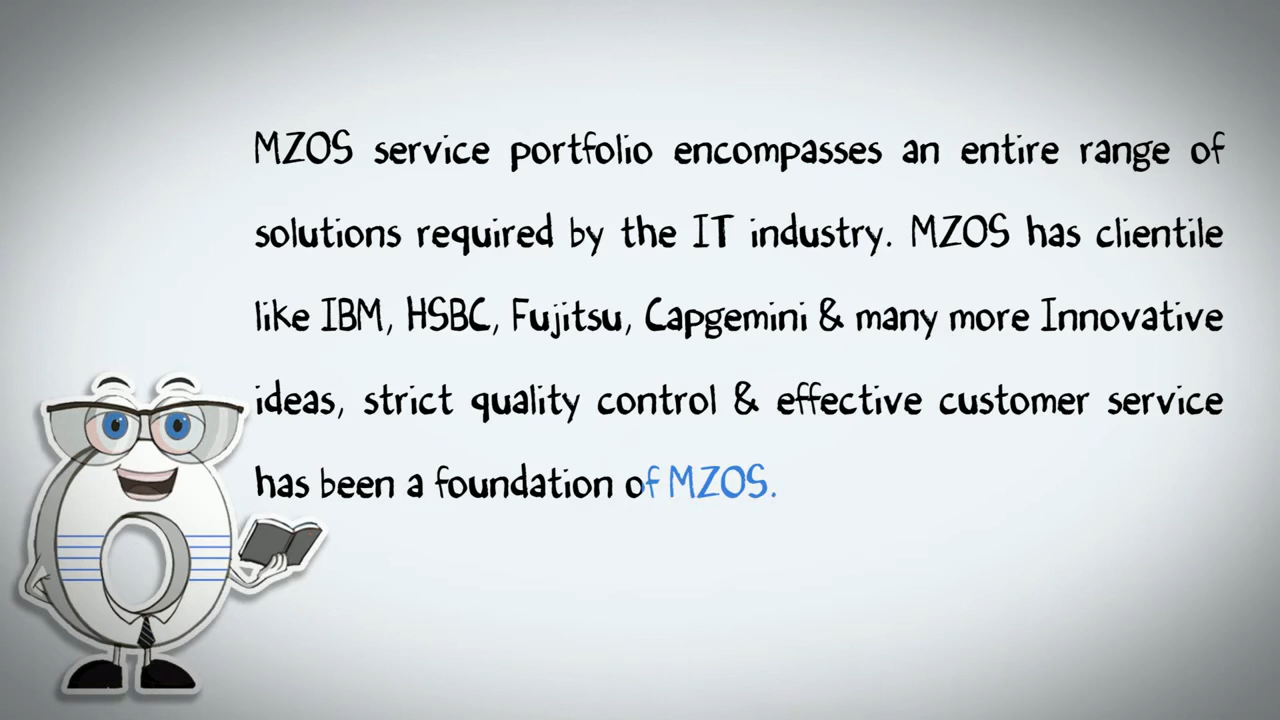 MZOS service portfolio encompasses an entire range of
solutions required by the IT industry. MZOS has clientile
like IBM, HSBC, Fujitsu, Capgemini & many more Innovative
ideas, strict quality control & effective customer service
has been a foundation of MZOS.